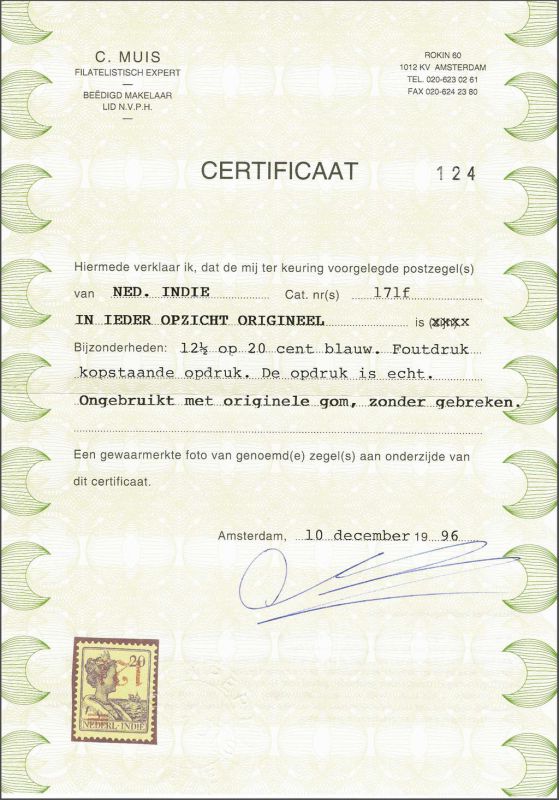 C. MUIS
FILATELISTISCH EXPERT
BEËDIGD MAKELAAR
LID N.V.P.H.
ROKIN 60
1012 KV AMSTERDAM
TEL. 020-623 02 61
FAX 020-624 23 80
CERTIFICAAT 124
Hiermede verklaar ik, dat de mij ter keuring voorgelegde postzegel(s)
van NED. INDIE Cat. nr(s) 171f
IN IEDER OPZICHT ORIGINEEL is xxxx
Bijzonderheden: 12½ op 20 cent blauw. Foutdruk
kopstaande opdruk. De opdruk is echt.
Ongebruikt met originele gom, zonder gebreken.
Een gewaarmerkte foto van genoemd(e) zegel(s) aan onderzijde van
dit certificaat.
Amsterdam, 10 december 19 96
20
NEDERL-INDIE